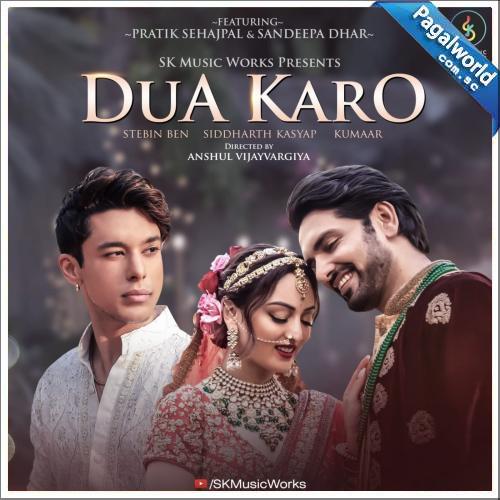 ~FEATURING~
~PRATIK SEHAJPAL & SANDEEPA DHAR~
SK MUSIC WORKS PRESENTS
DUA KARO
STEBIN BEN SIDDHARTH KASYAP KUMAAR
DIRECTED BY
ANSHUL VIJAYVARGIYA
Pagalworld
com.sc
/SKMusicWorks